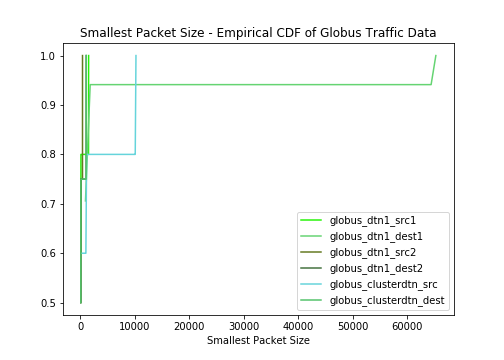 Smallest Packet Size - Empirical CDF of Globus Traffic Data
1.0
0.9
0.8
0.7
0.6
0.5
globus_dtn1_src1
globus_dtn1_dest1
globus_dtn1_src2
globus_dtn1_dest2
globus_clusterdtn_src
globus_clusterdtn_dest
0 10000 20000 30000 40000 50000 60000
Smallest Packet Size